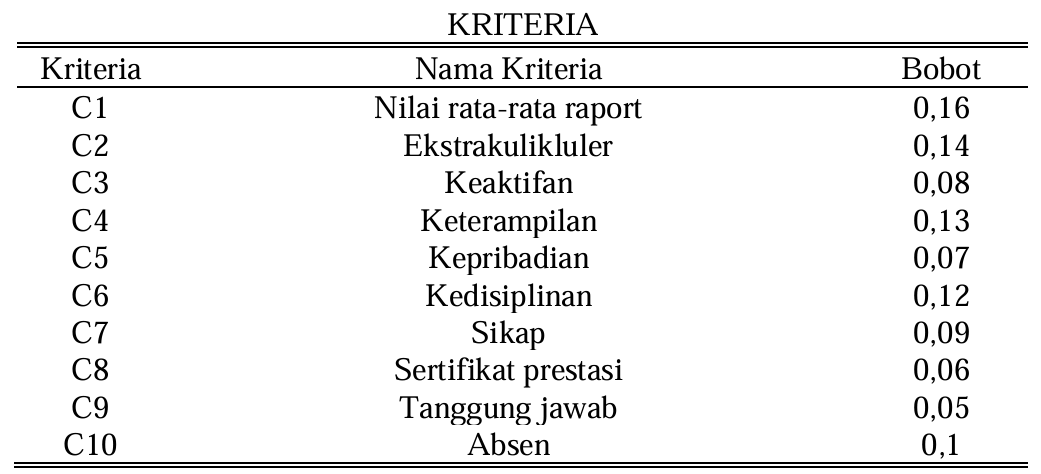 KRITERIA
Kriteria Nama Kriteria Bobot
C1 Nilai rata-rata raport 0,16
C2 Ekstrakulikluler 0,14
C3 Keaktifan 0,08
C4 Keterampilan 0,13
C5 Kepribadian 0,07
C6 Kedisiplinan 0,12
C7 Sikap 0,09
C8 Sertifikat prestasi 0,06
C9 Tanggung jawab 0,05
C10 Absen 0,1